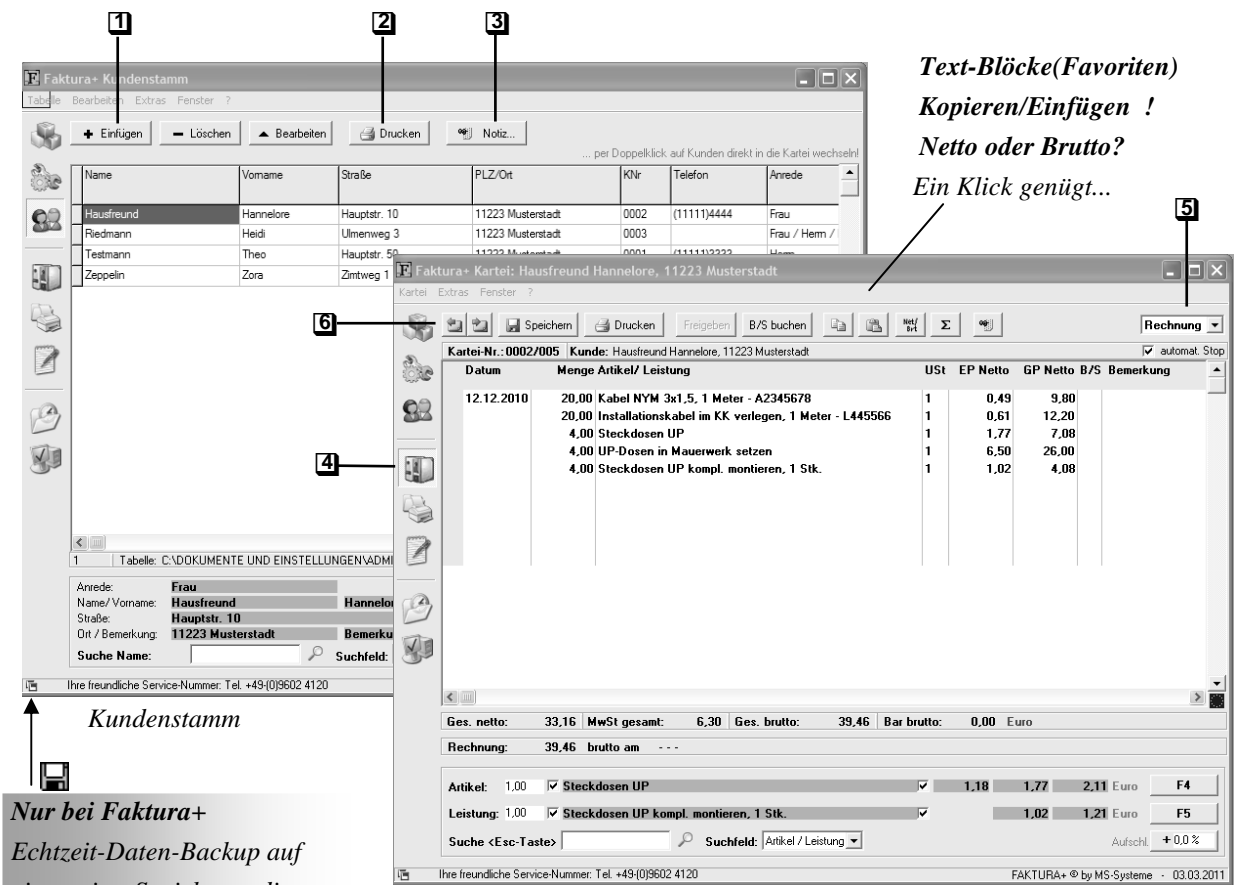 1
2
3
Faktura+ Kundenstamm
Tabelle Bearbeiten Extras Fenster ?
Einfügen
Löschen
Bearbeiten
Drucken
Notiz...
... per Doppelklick auf Kunden direkt in die Kartei wechseln!
Name Vorname Straße PLZ/Ort KNr Telefon Anrede
Hausfreund Hannelore Hauptstr. 10 11223 Musterstadt 0002 (11111)4444 Frau
Riedmann Heidi Ulmenweg 3 11223 Musterstadt 0003 Frau / Herrn /
Testmann Theo Hauptstr. 50 11223 Musterstadt 0001 (11111)3333 Herrn
Zeppelin Zora Zimtweg 1
1 Tabelle: C:\DOKUMENTE UND EINSTELLUNGEN\ADMI
Anrede: Frau
Name/ Vorname: Hausfreund Hannelor
Straße: Hauptstr. 10
Ort / Bemerkung: 11223 Musterstadt Bemerku
Suche Name: Suchfeld:
Ihre freundliche Service-Nummer: Tel. +49-(0)9602 4120
Kundenstamm
Nur bei Faktura+
Echtzeit-Daten-Backup auf
Text-Blöcke(Favoriten)
Kopieren/Einfügen !
Netto oder Brutto?
Ein Klick genügt...
5
6
4
Faktura+ Kartei: Hausfreund Hannelore, 11223 Musterstadt
Kartei Extras Fenster ?
Speichern
Drucken
Freigeben
B/S buchen
Net/
Brt
Σ
Rechnung
Kartei-Nr.: 0002/005 Kunde: Hausfreund Hannelore, 11223 Musterstadt
automat. Stop
Datum Menge Artikel/ Leistung USt EP Netto GP Netto B/S Bemerkung
12.12.2010 20,00 Kabel NYM 3x1,5, 1 Meter - A2345678 1 0,49 9,80
20,00 Installationskabel im KK verlegen, 1 Meter - L445566 1 0,61 12,20
4,00 Steckdosen UP 1 1,77 7,08
4,00 UP-Dosen in Mauerwerk setzen 1 6,50 26,00
4,00 Steckdosen UP kompl. montieren, 1 Stk. 1 1,02 4,08
Ges. netto: 33,16 MwSt gesamt: 6,30 Ges. brutto: 39,46 Bar brutto: 0,00 Euro
Rechnung: 39,46 brutto am - - -
Artikel: 1,00 Steckdosen UP 1,18 1,77 2,11 Euro F4
Leistung: 1,00 Steckdosen UP kompl. montieren, 1 Stk. 1,02 1,21 Euro F5
Suche <Esc-Taste> Suchfeld: Artikel / Leistung Aufschl. + 0,0 %
Ihre freundliche Service-Nummer: Tel. +49-(0)9602 4120
FAKTURA+ © by MS-Systeme - 03.03.2011